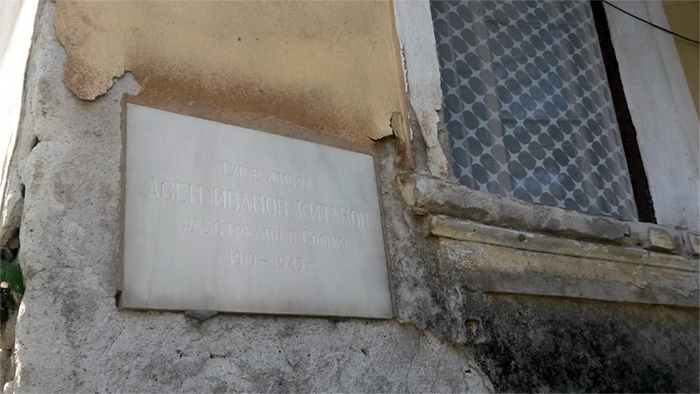 ТУК Е ЖИВЯЛ
АСЕН ИВАНОВ КИТАНОВ
РАЗСТРЕЛЯН В СОФИЯ
1919 – 1943 г